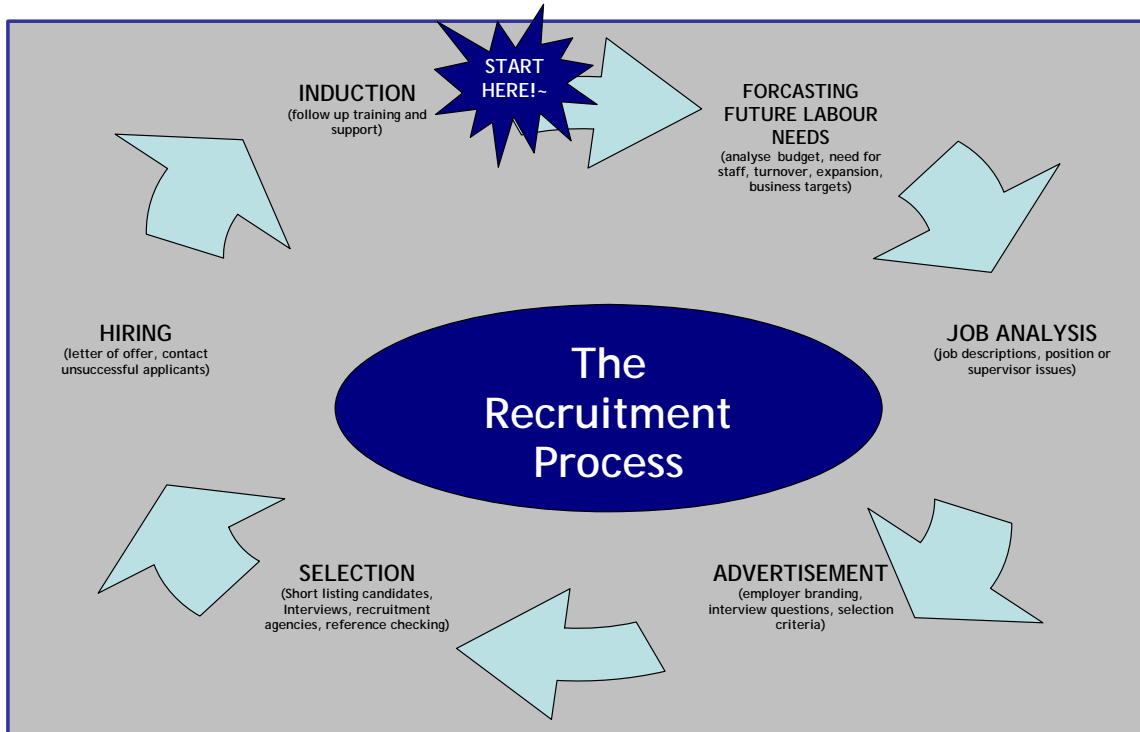 START
HERE!~
FORCASTING
FUTURE LABOUR
NEEDS
(analyse budget, need for
staff, turnover, expansion,
business targets)
JOB ANALYSIS
(job descriptions, position or
supervisor issues)
ADVERTISEMENT
(employer branding,
interview questions, selection
criteria)
SELECTION
(Short listing candidates,
Interviews, recruitment
agencies, reference checking)
HIRING
(letter of offer, contact
unsuccessful applicants)
INDUCTION
(follow up training and
support)
The
Recruitment
Process